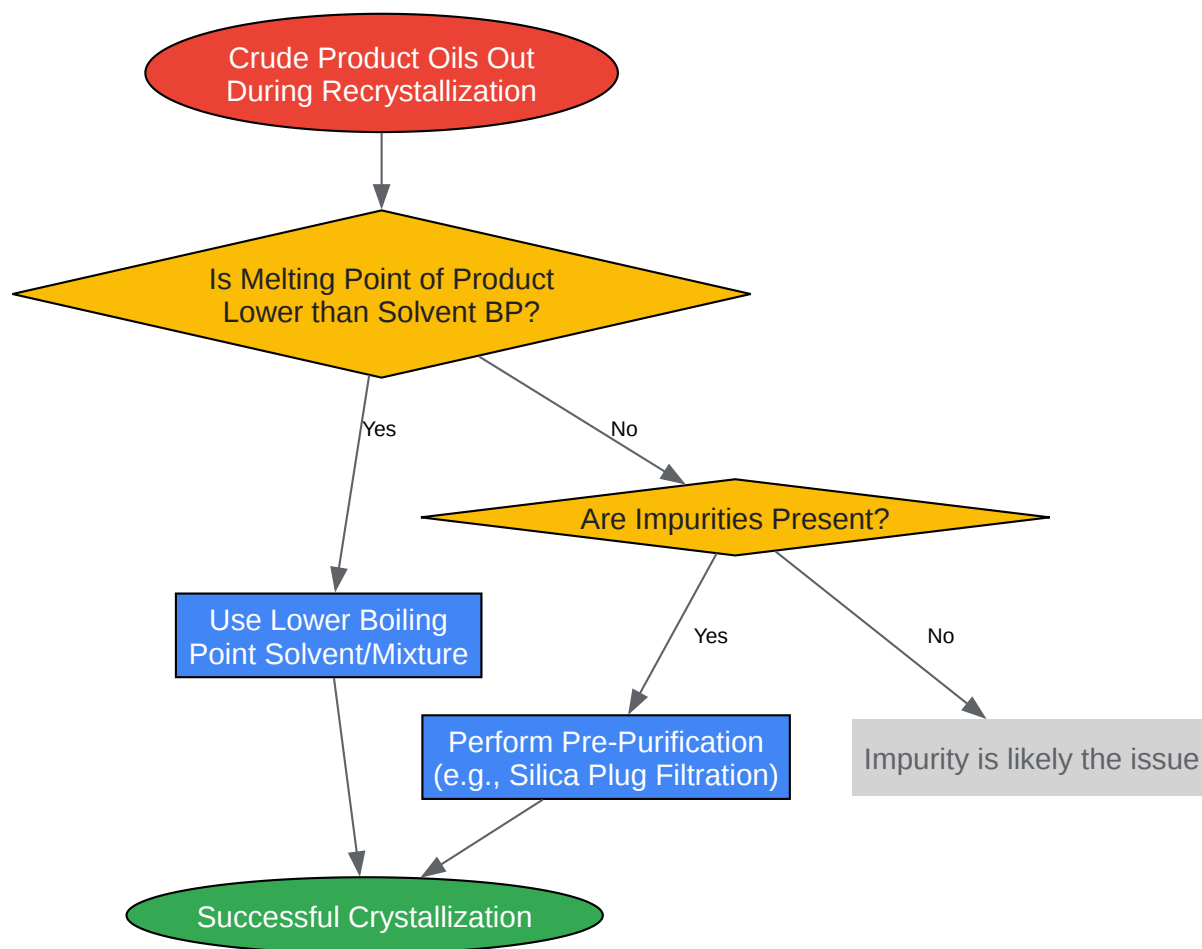 Crude Product Oils Out
During Recrystallization
Is Melting Point of Product
Lower than Solvent BP?
Yes
No
Are Impurities Present?
Use Lower Boiling
Point Solvent/Mixture
Yes
No
Perform Pre-Purification
(e.g., Silica Plug Filtration)
Impurity is likely the issue
Successful Crystallization